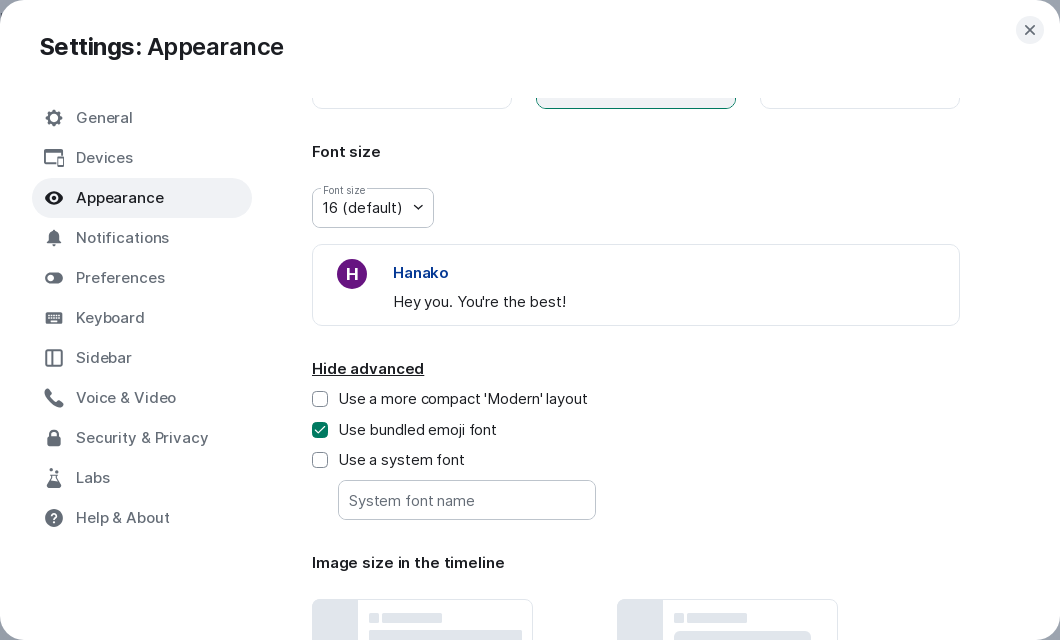 Settings: Appearance
General
Devices
Appearance
Notifications
Preferences
Keyboard
Sidebar
Voice & Video
Security & Privacy
Labs
Help & About
Font size
Font size
16 (default)
H
Hanako
Hey you. You're the best!
Hide advanced
Use a more compact 'Modern' layout
Use bundled emoji font
Use a system font
System font name
Image size in the timeline